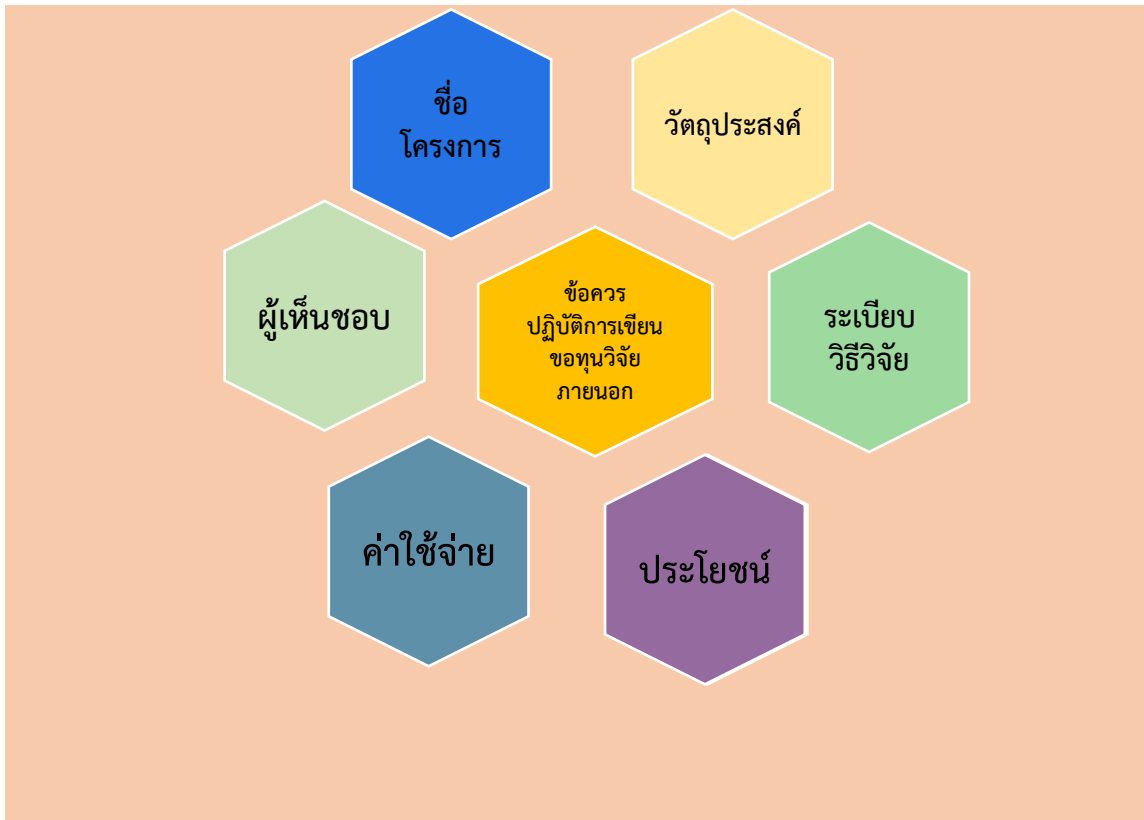 ชื่อ
โครงการ
วัตถุประสงค์
ผู้เห็นชอบ
ข้อควร
ปฏิบัติการเขียน
ขอทุนวิจัย
ภายนอก
ระเบียบ
วิธีวิจัย
ค่าใช้จ่าย
ประโยชน์